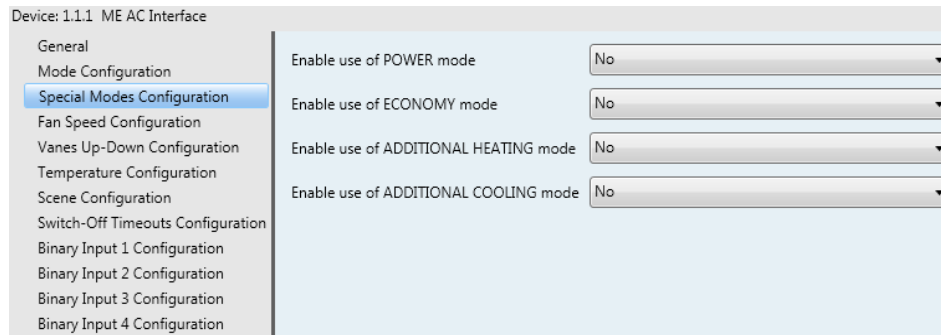 Device: 1.1.1 ME AC Interface
General
Mode Configuration
Special Modes Configuration
Fan Speed Configuration
Vanes Up-Down Configuration
Temperature Configuration
Scene Configuration
Switch-Off Timeouts Configuration
Binary Input 1 Configuration
Binary Input 2 Configuration
Binary Input 3 Configuration
Binary Input 4 Configuration
Enable use of POWER mode No
Enable use of ECONOMY mode No
Enable use of ADDITIONAL HEATING mode No
Enable use of ADDITIONAL COOLING mode No